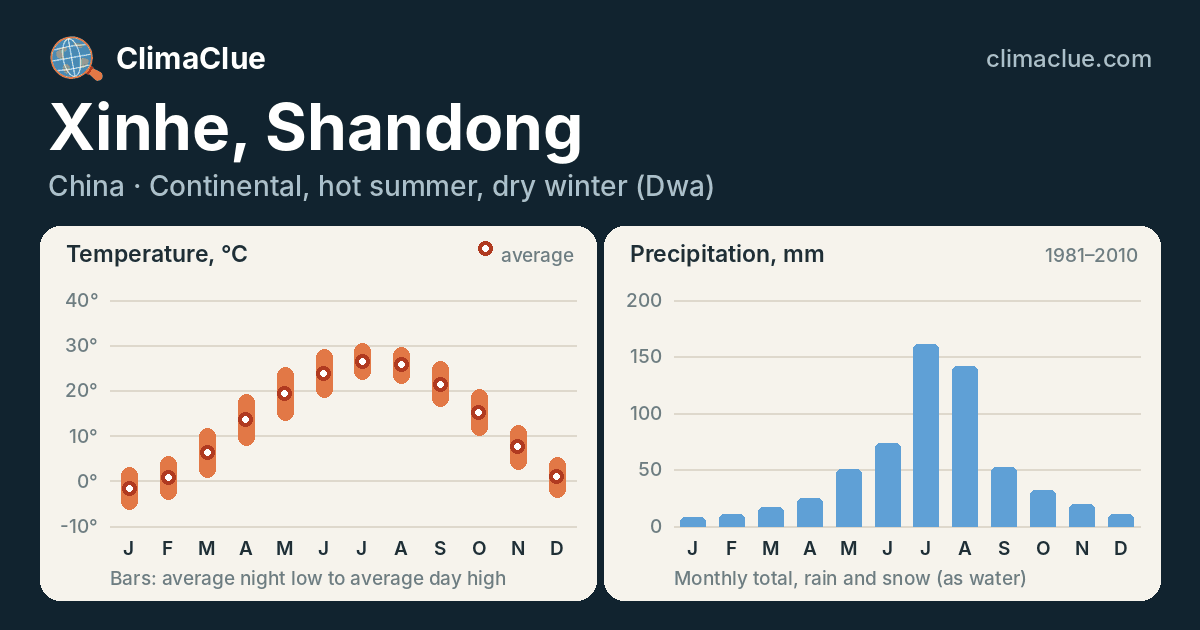 ClimaClue
climaclue.com
Xinhe, Shandong
China · Continental, hot summer, dry winter (Dwa)
Temperature, °C
average
40°
30°
20°
10°
0°
-10°
J F M A M J J A S O N D
Bars: average night low to average day high
Precipitation, mm
1981–2010
200
150
100
50
0
J F M A M J J A S O N D
Monthly total, rain and snow (as water)